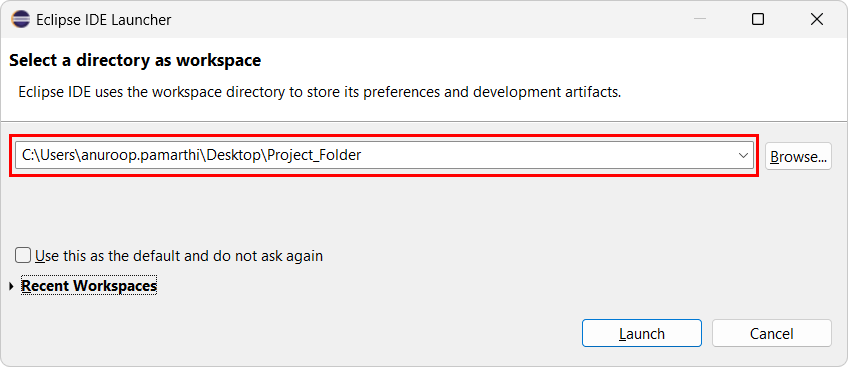 Eclipse IDE Launcher
Select a directory as workspace
Eclipse IDE uses the workspace directory to store its preferences and development artifacts.
C:\Users\anuroop.pamarthi\Desktop\Project_Folder
Browse...
Use this as the default and do not ask again
Recent Workspaces
Launch
Cancel